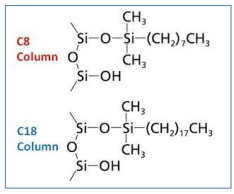 CH₃
Si–O–Si–(CH₂)₇CH₃
C8
Column
O
CH₃
Si–OH
CH₃
Si–O–Si–(CH₂)₁₇CH₃
C18
Column
O
CH₃
Si–OH